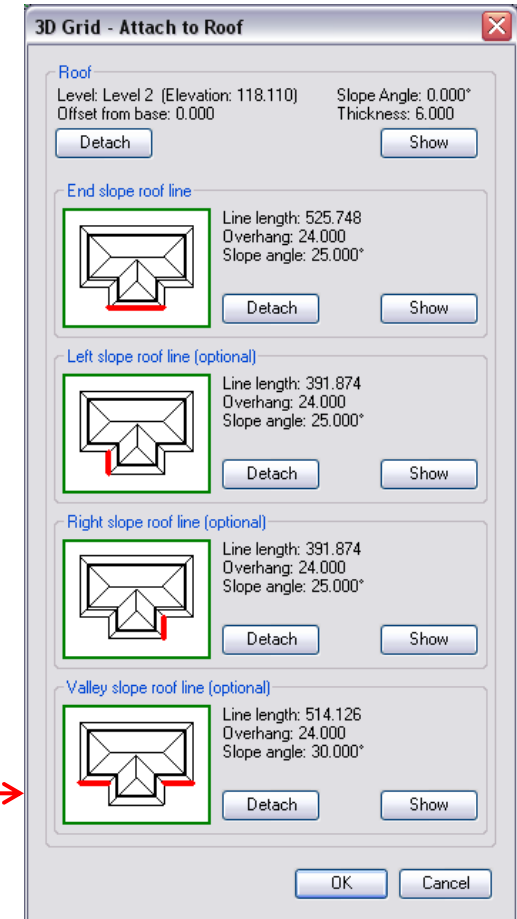 3D Grid - Attach to Roof
Roof
Level: Level 2 (Elevation: 118.110) Slope Angle: 0.000°
Offset from base: 0.000 Thickness: 6.000
Detach Show
End slope roof line
Line length: 525.748
Overhang: 24.000
Slope angle: 25.000°
Detach Show
Left slope roof line (optional)
Line length: 391.874
Overhang: 24.000
Slope angle: 25.000°
Detach Show
Right slope roof line (optional)
Line length: 391.874
Overhang: 24.000
Slope angle: 25.000°
Detach Show
Valley slope roof line (optional)
Line length: 514.126
Overhang: 24.000
Slope angle: 30.000°
Detach Show
OK Cancel